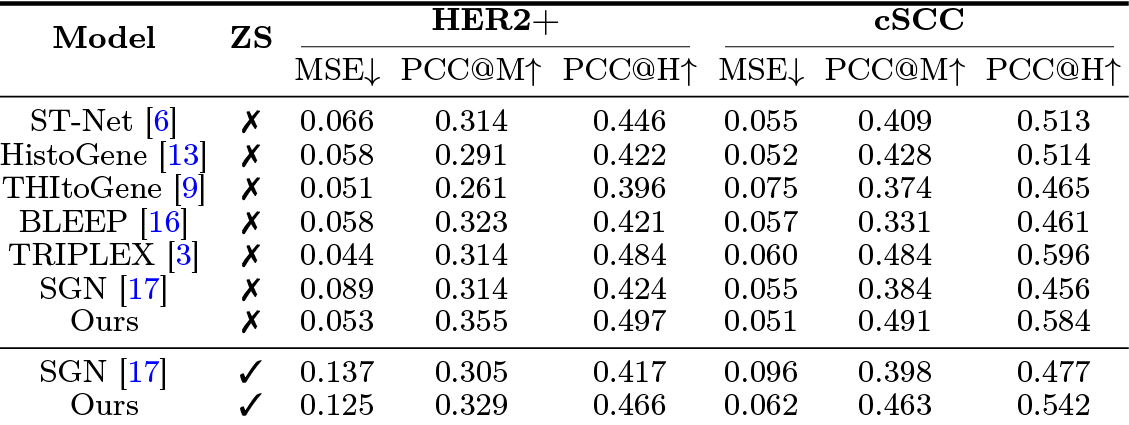 Model ZS HER2+ cSCC
MSE↓ PCC@M↑ PCC@H↑ MSE↓ PCC@M↑ PCC@H↑
ST-Net [6] ✗ 0.066 0.314 0.446 0.055 0.409 0.513
HistoGene [13] ✗ 0.058 0.291 0.422 0.052 0.428 0.514
THItoGene [9] ✗ 0.051 0.261 0.396 0.075 0.374 0.465
BLEEP [16] ✗ 0.058 0.323 0.421 0.057 0.331 0.461
TRIPLEX [3] ✗ 0.044 0.314 0.484 0.060 0.484 0.596
SGN [17] ✗ 0.089 0.314 0.424 0.055 0.384 0.456
Ours ✗ 0.053 0.355 0.497 0.051 0.491 0.584
SGN [17] ✓ 0.137 0.305 0.417 0.096 0.398 0.477
Ours ✓ 0.125 0.329 0.466 0.062 0.463 0.542